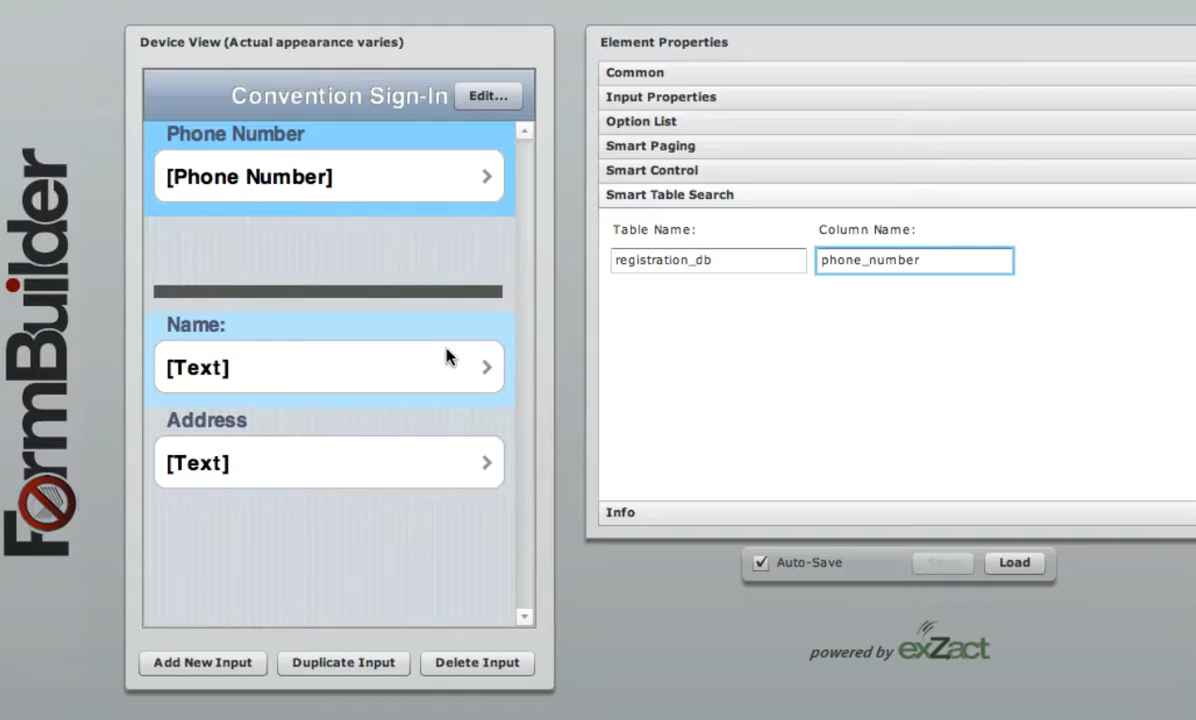 FormBuilder
Device View (Actual appearance varies)
Convention Sign-In
Edit...
Phone Number
[Phone Number]
Name:
[Text]
Address
[Text]
Add New Input
Duplicate Input
Delete Input
Element Properties
Common
Input Properties
Option List
Smart Paging
Smart Control
Smart Table Search
Table Name:
Column Name:
registration_db
phone_number
Info
Auto-Save
Load
powered by exZact